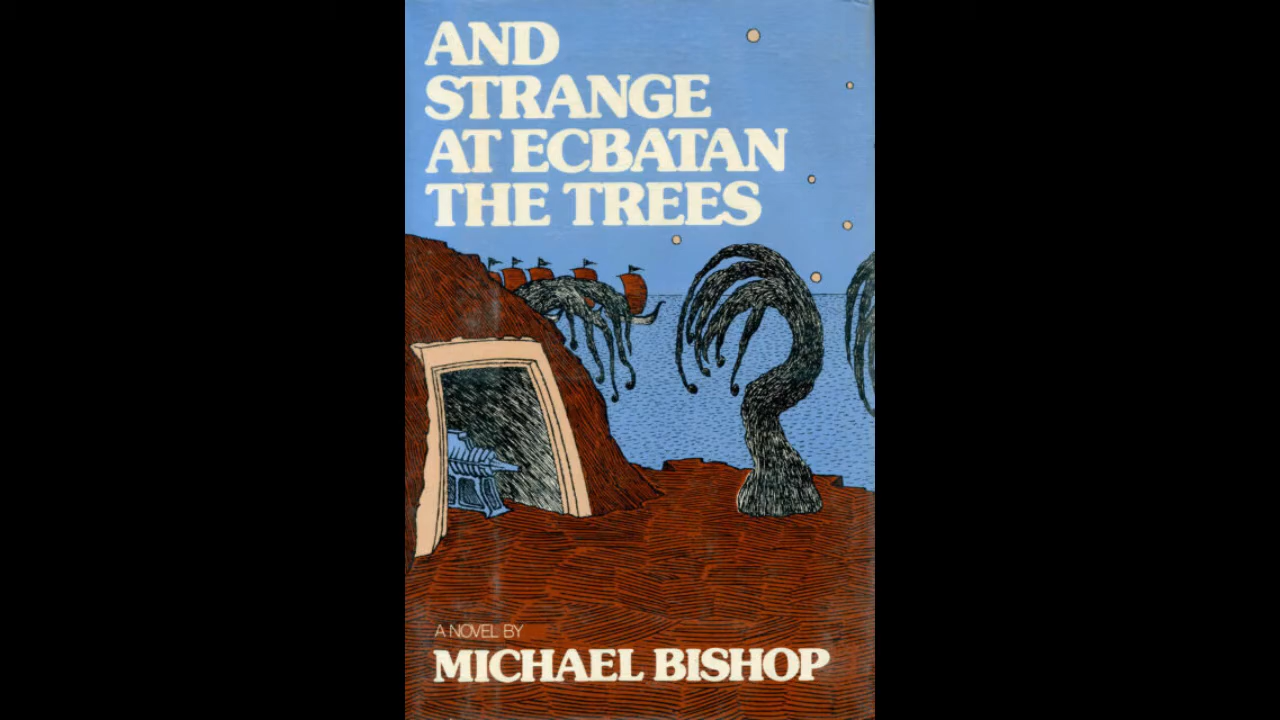 AND
STRANGE
AT ECBATAN
THE TREES
A NOVEL BY
MICHAEL BISHOP